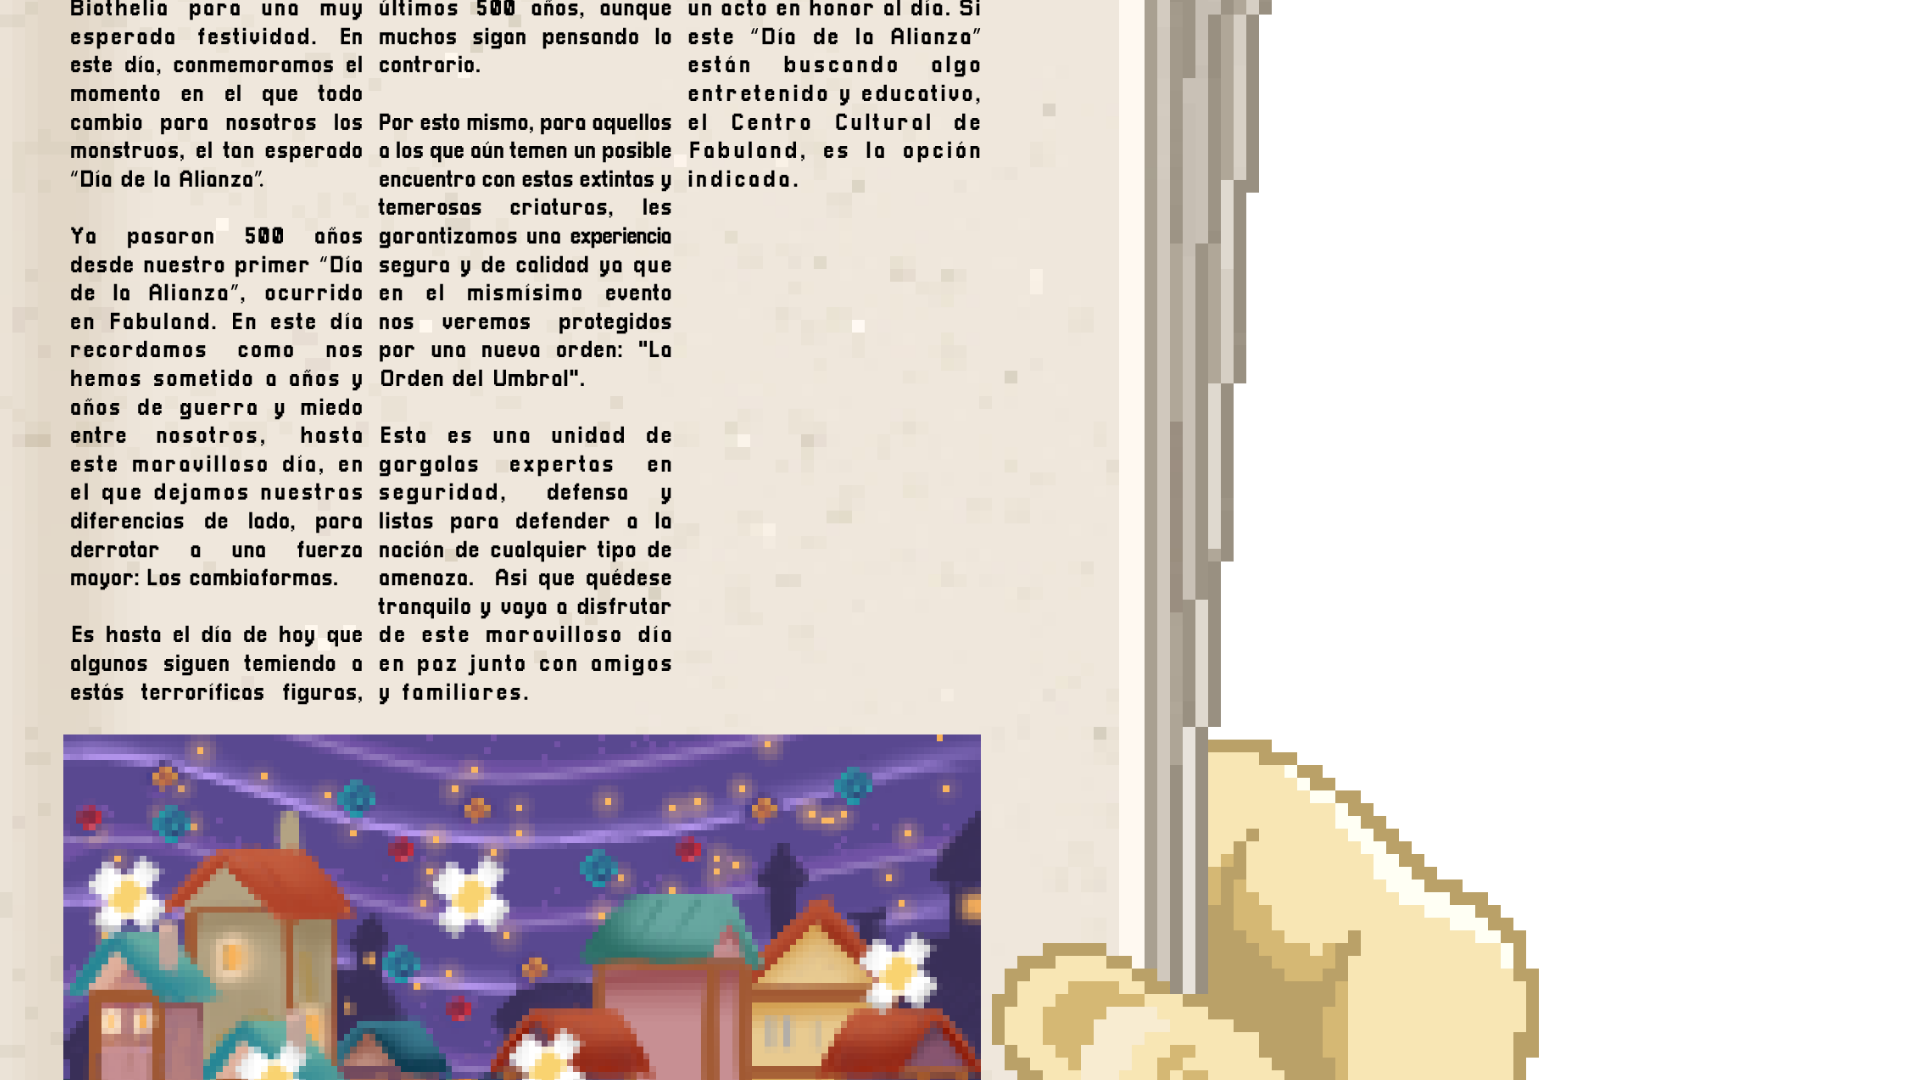 Biothelia para una muy
esperada festividad. En
este día, conmemoramos el
momento en el que todo
cambio para nosotros los
monstruos, el tan esperado
“Día de la Alianza”.
Ya pasaron 500 años
desde nuestro primer “Día
de la Alianza”, ocurrido
en Fabuland. En este día
recordamos como nos
hemos sometido a años y
años de guerra y miedo
entre nosotros, hasta
este maravilloso día, en
el que dejamos nuestras
diferencias de lado, para
derrotar a una fuerza
mayor: Los cambiaformas.
Es hasta el día de hoy que
algunos siguen temiendo a
estás terroríficas figuras,
últimos 500 años, aunque
muchos sigan pensando lo
contrario.
Por esto mismo, para aquellos
a los que aún temen un posible
encuentro con estas extintas y
temerosas criaturas, les
garantizamos una experiencia
segura y de calidad ya que
en el mismísimo evento
nos veremos protegidos
por una nueva orden: "La
Orden del Umbral".
Esta es una unidad de
gargolas expertas en
seguridad, defensa y
listas para defender a la
nación de cualquier tipo de
amenaza. Asi que quédese
tranquilo y vaya a disfrutar
de este maravilloso día
en paz junto con amigos
y familiares.
un acto en honor al día. Si
este “Día de la Alianza”
están buscando algo
entretenido y educativo,
el Centro Cultural de
Fabuland, es la opción
indicada.